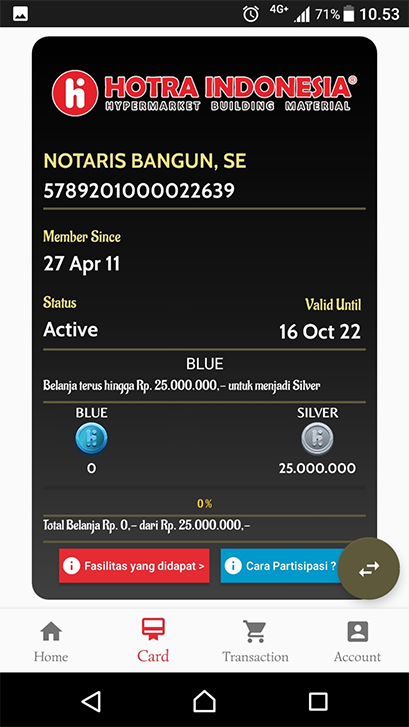 4G+ 71% 10.53
HOTRA INDONESIA®
HYPERMARKET BUILDING MATERIAL
NOTARIS BANGUN, SE
5789201000022639
Member Since
27 Apr 11
Status Valid Until
Active 16 Oct 22
BLUE
Belanja terus hingga Rp. 25.000.000,- untuk menjadi Silver
BLUE SILVER
0 25.000.000
0%
Total Belanja Rp. 0,- dari Rp. 25.000.000,-
Fasilitas yang didapat > Cara Partisipasi ?
Home Card Transaction Account